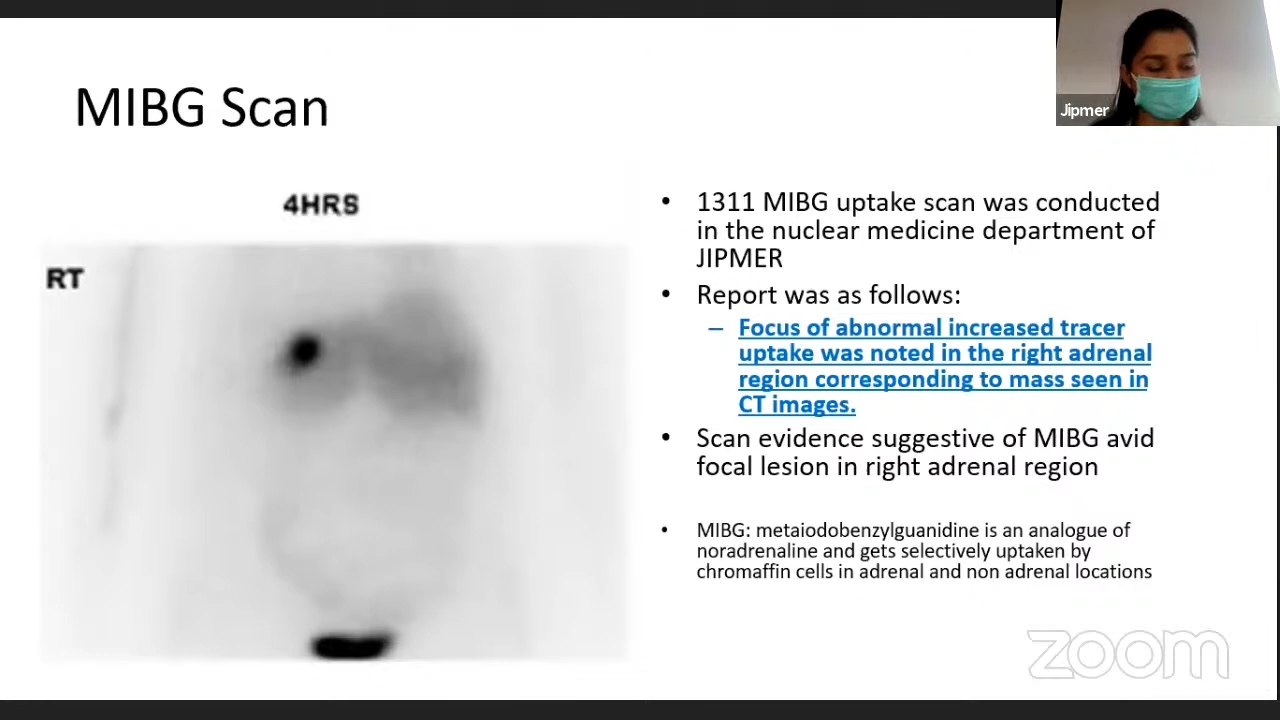 MIBG Scan
Jipmer
4HRS
RT
• 1311 MIBG uptake scan was conducted
in the nuclear medicine department of
JIPMER
• Report was as follows:
– Focus of abnormal increased tracer
uptake was noted in the right adrenal
region corresponding to mass seen in
CT images.
• Scan evidence suggestive of MIBG avid
focal lesion in right adrenal region
• MIBG: metaiodobenzylguanidine is an analogue of
noradrenaline and gets selectively uptaken by
chromaffin cells in adrenal and non adrenal locations
zoom